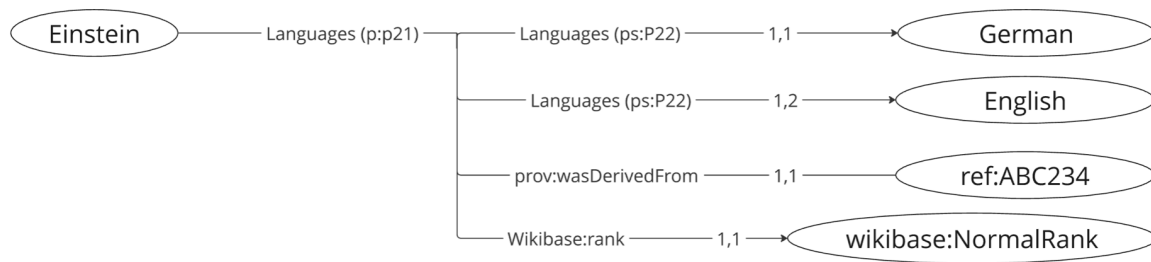 Einstein Languages (p:p21) Languages (ps:P22) 1,1 German
Languages (ps:P22) 1,2 English
prov:wasDerivedFrom 1,1 ref:ABC234
Wikibase:rank 1,1 wikibase:NormalRank